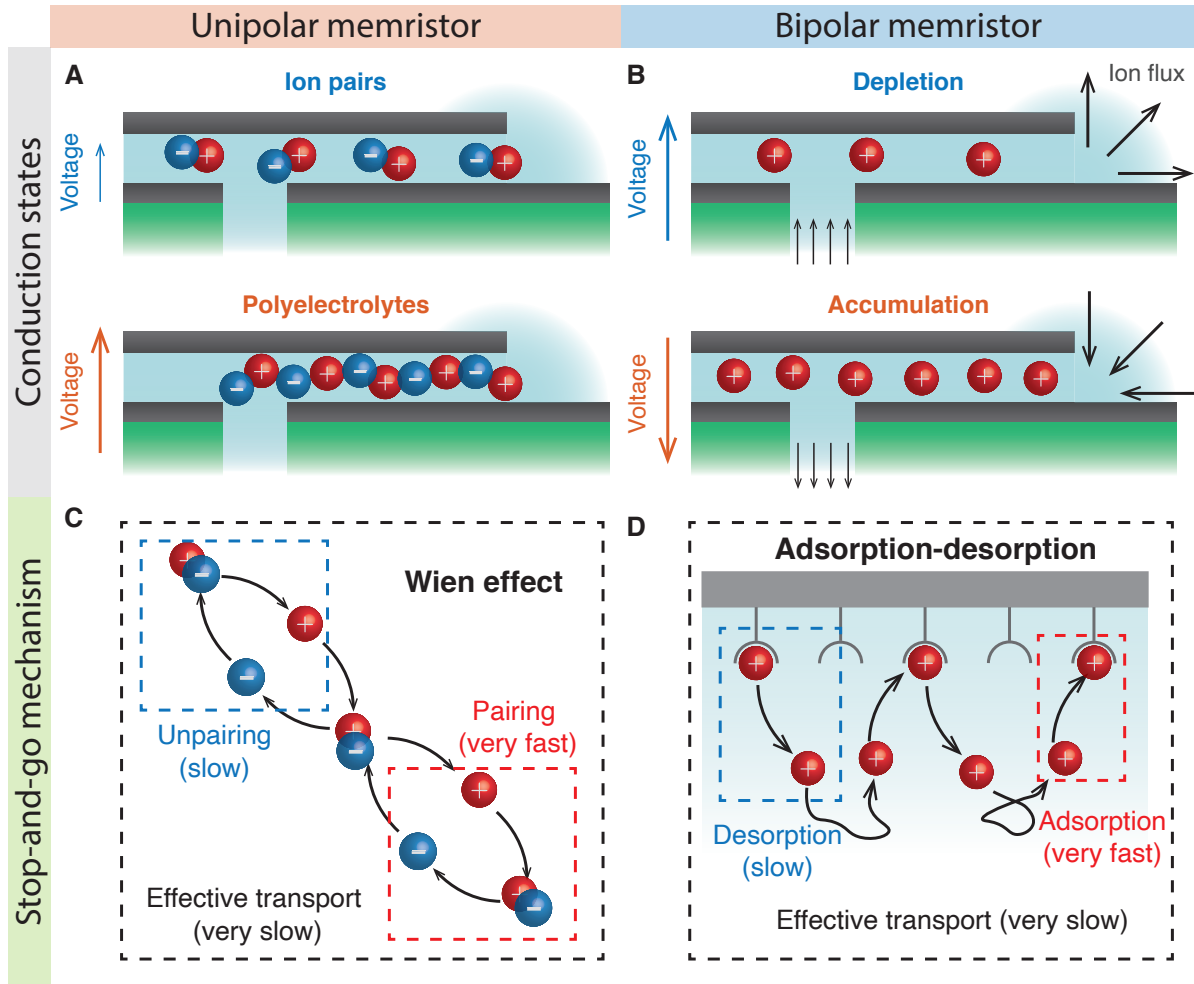 Unipolar memristor
Bipolar memristor
Conduction states
A
Ion pairs
Voltage
Polyelectrolytes
Voltage
B
Depletion
Ion flux
Voltage
Accumulation
Voltage
Stop-and-go mechanism
C
Wien effect
Unpairing
(slow)
Pairing
(very fast)
Effective transport
(very slow)
D
Adsorption-desorption
Desorption
(slow)
Adsorption
(very fast)
Effective transport (very slow)